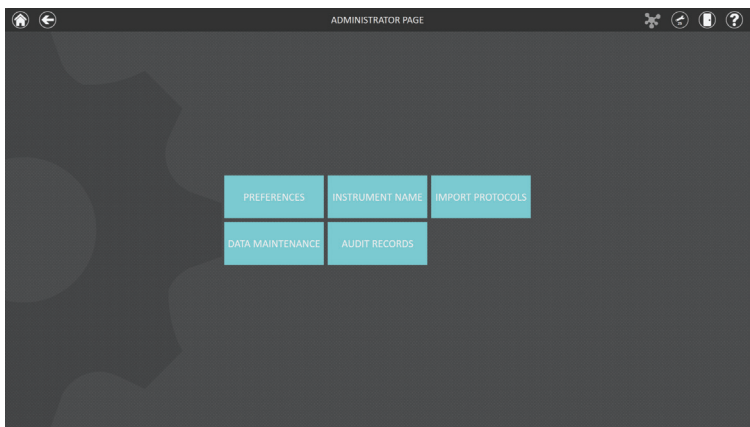 ADMINISTRATOR PAGE
?
PREFERENCES
INSTRUMENT NAME
IMPORT PROTOCOLS
DATA MAINTENANCE
AUDIT RECORDS